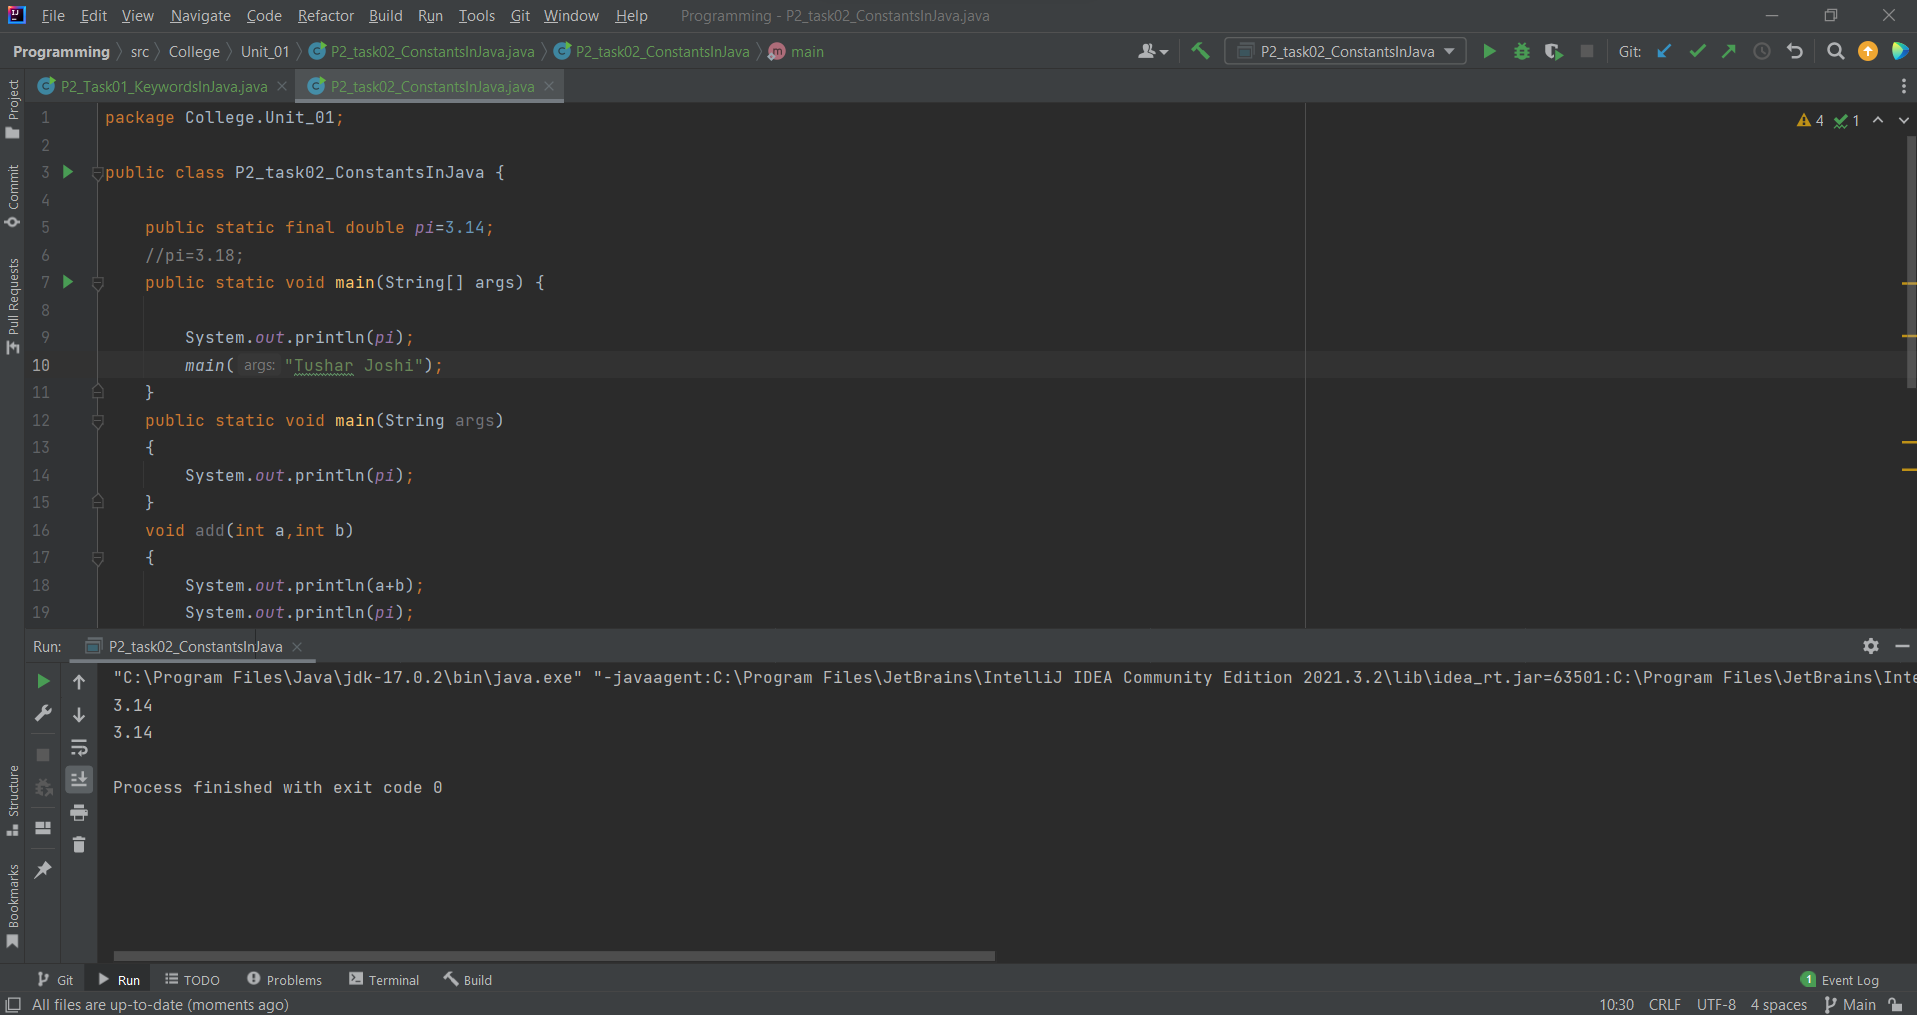 File Edit View Navigate Code Refactor Build Run Tools Git Window Help Programming - P2_task02_ConstantsInJava.java
Programming src College Unit_01 P2_task02_ConstantsInJava.java P2_task02_ConstantsInJava main P2_task02_ConstantsInJava Git:
P2_Task01_KeywordsInJava.java P2_task02_ConstantsInJava.java
Project
Commit
Pull Requests
Structure
Bookmarks
4 1
1 package College.Unit_01;
2
3 public class P2_task02_ConstantsInJava {
4
5 public static final double pi=3.14;
6 //pi=3.18;
7 public static void main(String[] args) {
8
9 System.out.println(pi);
10 main( args: "Tushar Joshi");
11 }
12 public static void main(String args)
13 {
14 System.out.println(pi);
15 }
16 void add(int a,int b)
17 {
18 System.out.println(a+b);
19 System.out.println(pi);
Run: P2_task02_ConstantsInJava
"C:\Program Files\Java\jdk-17.0.2\bin\java.exe" "-javaagent:C:\Program Files\JetBrains\IntelliJ IDEA Community Edition 2021.3.2\lib\idea_rt.jar=63501:C:\Program Files\JetBrains\Inte
3.14
3.14
Process finished with exit code 0
Git Run TODO Problems Terminal Build 1 Event Log
All files are up-to-date (moments ago) 10:30 CRLF UTF-8 4 spaces Main